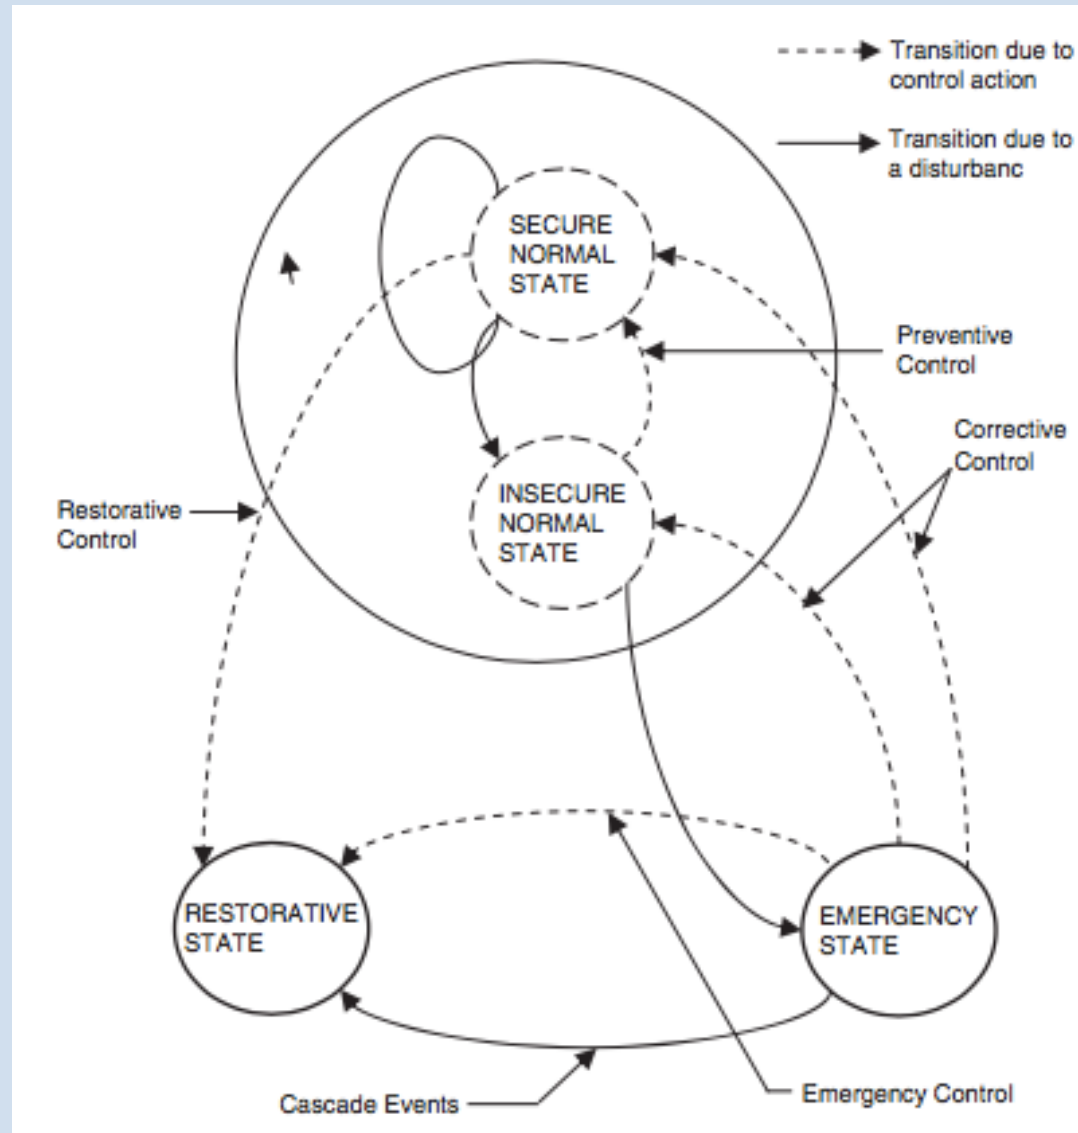 Transition due to
control action
Transition due to
a disturbanc
SECURE
NORMAL
STATE
Preventive
Control
Corrective
Control
INSECURE
NORMAL
STATE
Restorative
Control
RESTORATIVE
STATE
EMERGENCY
STATE
Cascade Events
Emergency Control